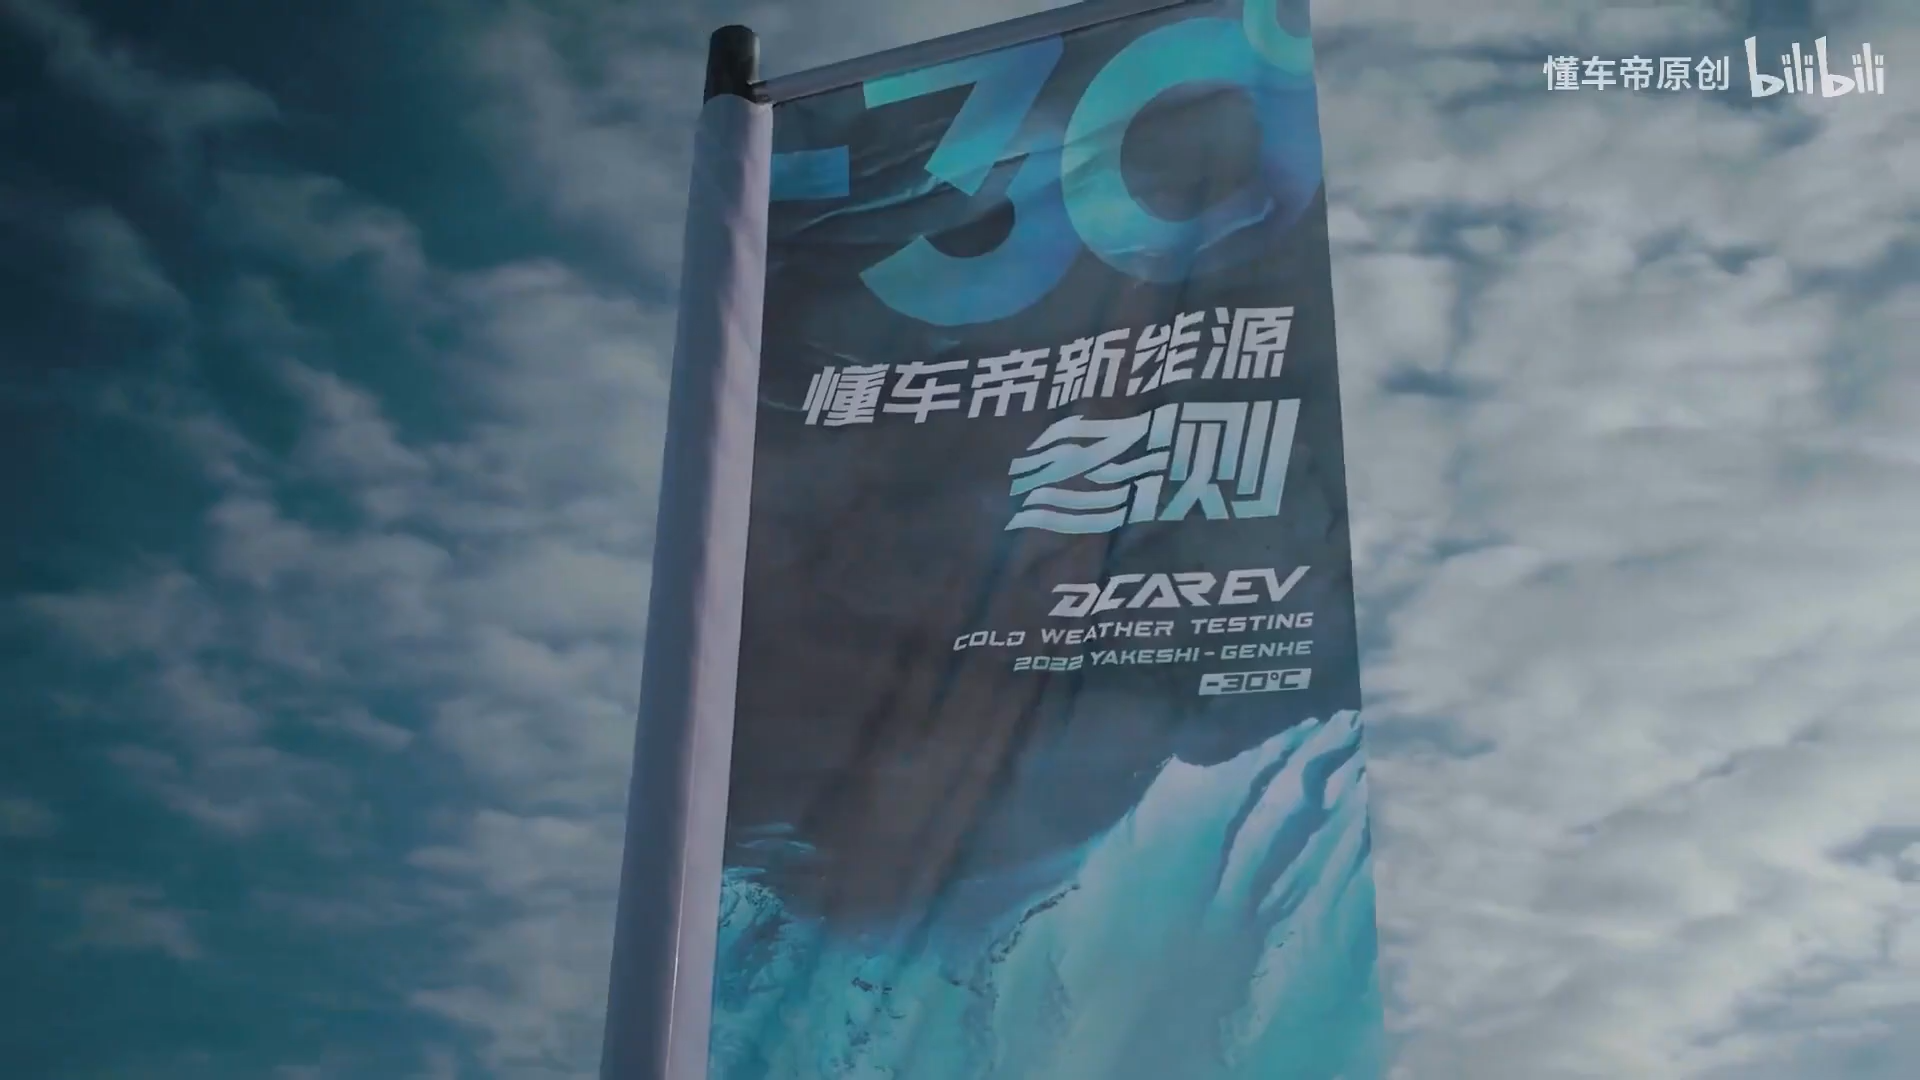 懂车帝原创 bilibili
-30°
懂车帝新能源
冬测
DCAR EV
COLD WEATHER TESTING
2022 YAKESHI-GENHE
-30°C